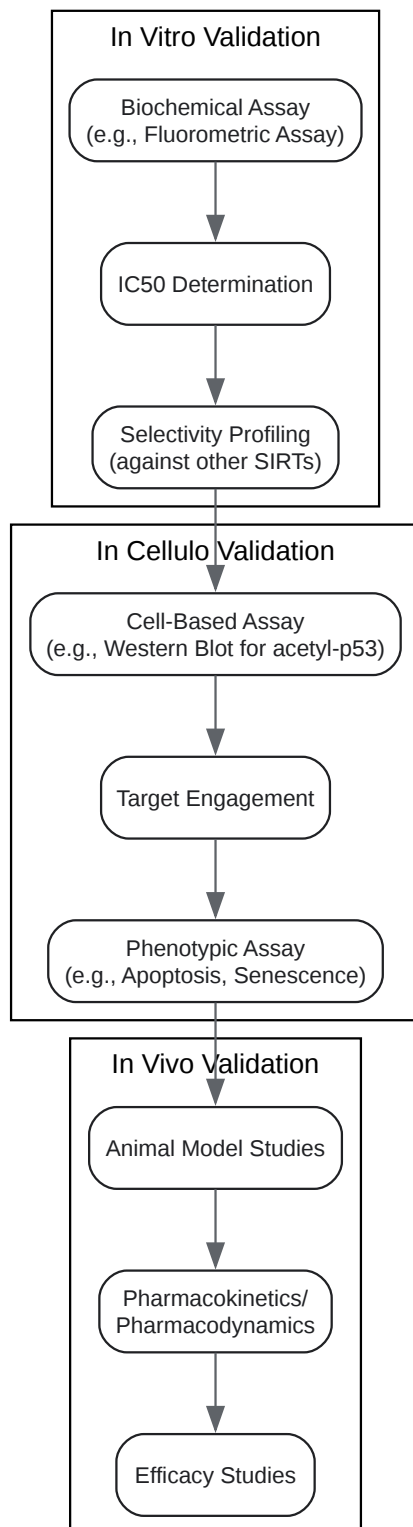 In Vitro Validation
Biochemical Assay
(e.g., Fluorometric Assay)
IC50 Determination
Selectivity Profiling
(against other SIRTs)
In Cellulo Validation
Cell-Based Assay
(e.g., Western Blot for acetyl-p53)
Target Engagement
Phenotypic Assay
(e.g., Apoptosis, Senescence)
In Vivo Validation
Animal Model Studies
Pharmacokinetics/
Pharmacodynamics
Efficacy Studies